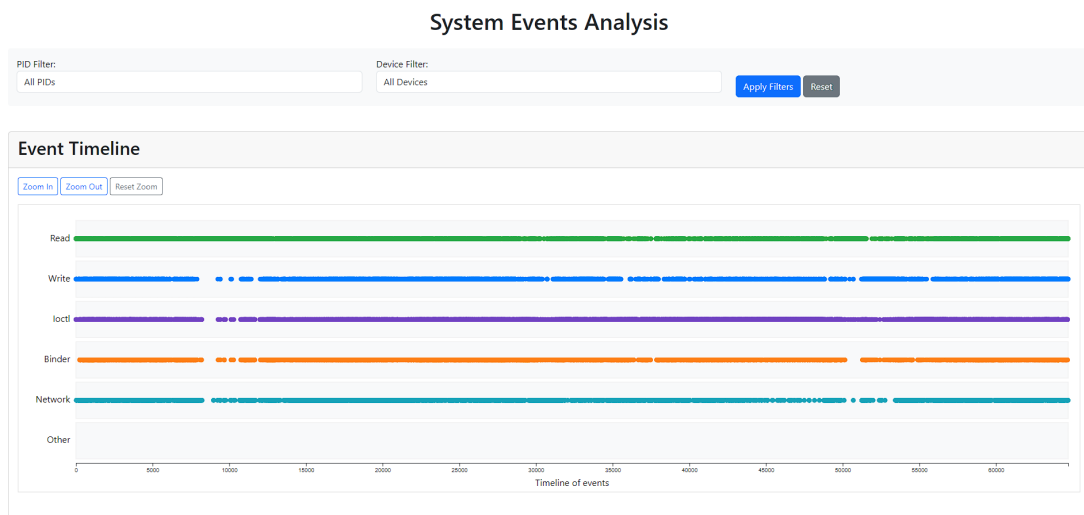 System Events Analysis
PID Filter: Device Filter:
All PIDs All Devices Apply Filters Reset
Event Timeline
Zoom In Zoom Out Reset Zoom
Read
Write
Ioctl
Binder
Network
Other
0 5000 10000 15000 20000 25000 30000 35000 40000 45000 50000 55000 60000
Timeline of events